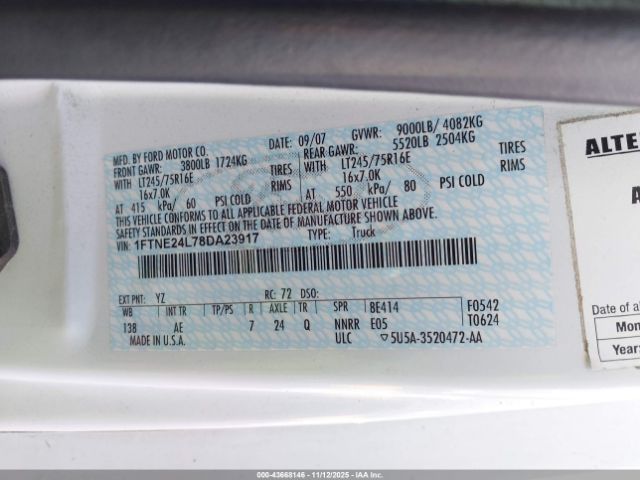 MFD. BY FORD MOTOR CO. DATE: 09/07 GVWR: 9000LB/ 4082KG
FRONT GAWR: 3800LB 1724KG REAR GAWR: 5520LB 2504KG
WITH LT245/75R16E TIRES WITH LT245/75R16E TIRES
16x7.0K RIMS 16x7.0K RIMS
AT 415 kPa/ 60 PSI COLD AT 550 kPa/ 80 PSI COLD
THIS VEHICLE CONFORMS TO ALL APPLICABLE FEDERAL MOTOR VEHICLE
SAFETY STANDARDS IN EFFECT ON THE DATE OF MANUFACTURE SHOWN ABOVE.
VIN: 1FTNE24L78DA23917 TYPE: Truck
EXT PNT: YZ RC: 72 DSO:
WB INT TR TP/PS R AXLE TR SPR BE414 F0542
138 AE 7 24 Q NNRR E05 T0624
MADE IN U.S.A. ULC 5U5A-3520472-AA
ALTE
A
Date of al
Mon
Years
000-43668146 - 11/12/2025 - IAA Inc.